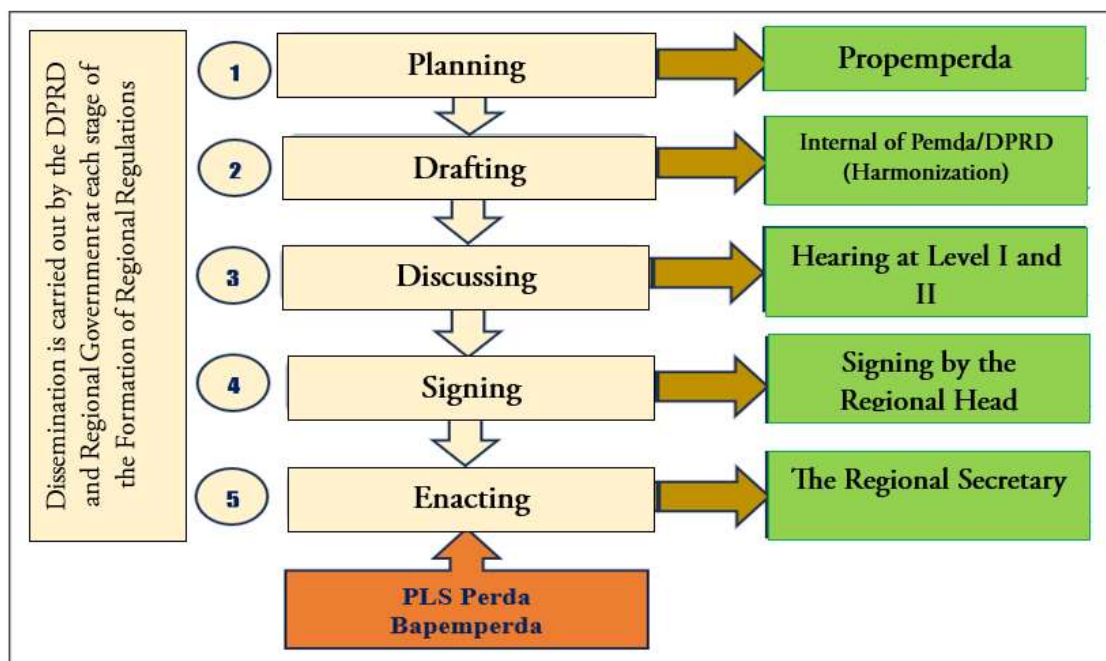 Dissemination is carried out by the DPRD
and Regional Government at each stage of
the Formation of Regional Regulations
1
Planning
Propemperda
2
Drafting
Internal of Pemda/DPRD
(Harmonization)
3
Discussing
Hearing at Level I and
II
4
Signing
Signing by the
Regional Head
5
Enacting
The Regional Secretary
PLS Perda
Bapemperda